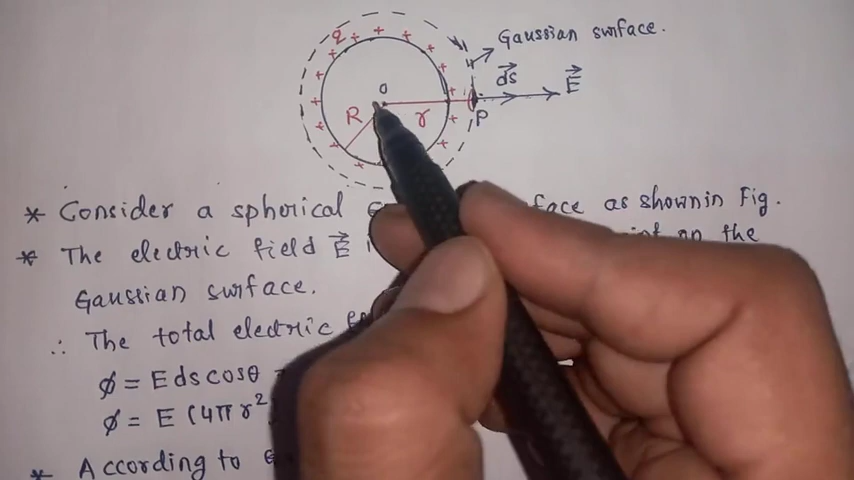 q + + + + + + + + + + + + + +
Gaussian surface.
ds E
O
R r P
* Consider a spherical face as shown in Fig.
* The electric field E on the
Gaussian surface.
∴ The total electric
ϕ = E ds cosθ
ϕ = E (4π r²
* According to